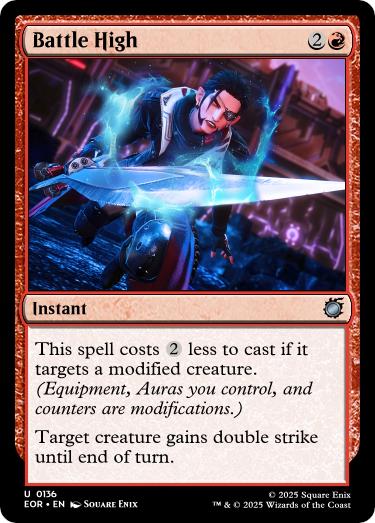 Battle High 2
Instant
This spell costs 2 less to cast if it
targets a modified creature.
(Equipment, Auras you control, and
counters are modifications.)
Target creature gains double strike
until end of turn.
U 0136
EOR • EN SQUARE ENIX
© 2025 Square Enix
™ & © 2025 Wizards of the Coast